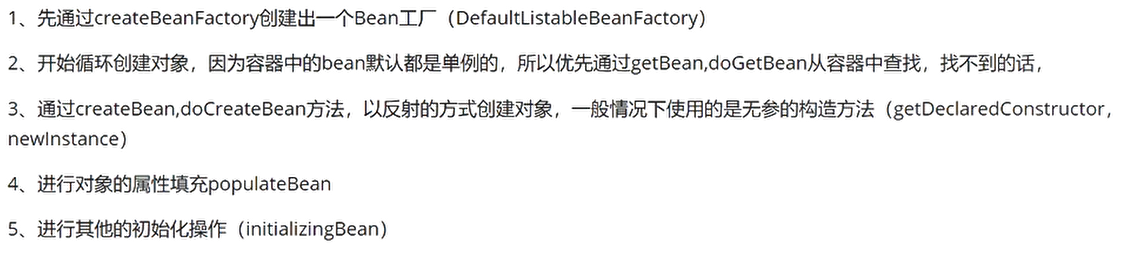 1、先通过createBeanFactory创建出一个Bean工厂（DefaultListableBeanFactory）
2、开始循环创建对象，因为容器中的bean默认都是单例的，所以优先通过getBean,doGetBean从容器中查找，找不到的话，
3、通过createBean,doCreateBean方法，以反射的方式创建对象，一般情况下使用的是无参的构造方法（getDeclaredConstructor，
newInstance）
4、进行对象的属性填充populateBean
5、进行其他的初始化操作（initializingBean）